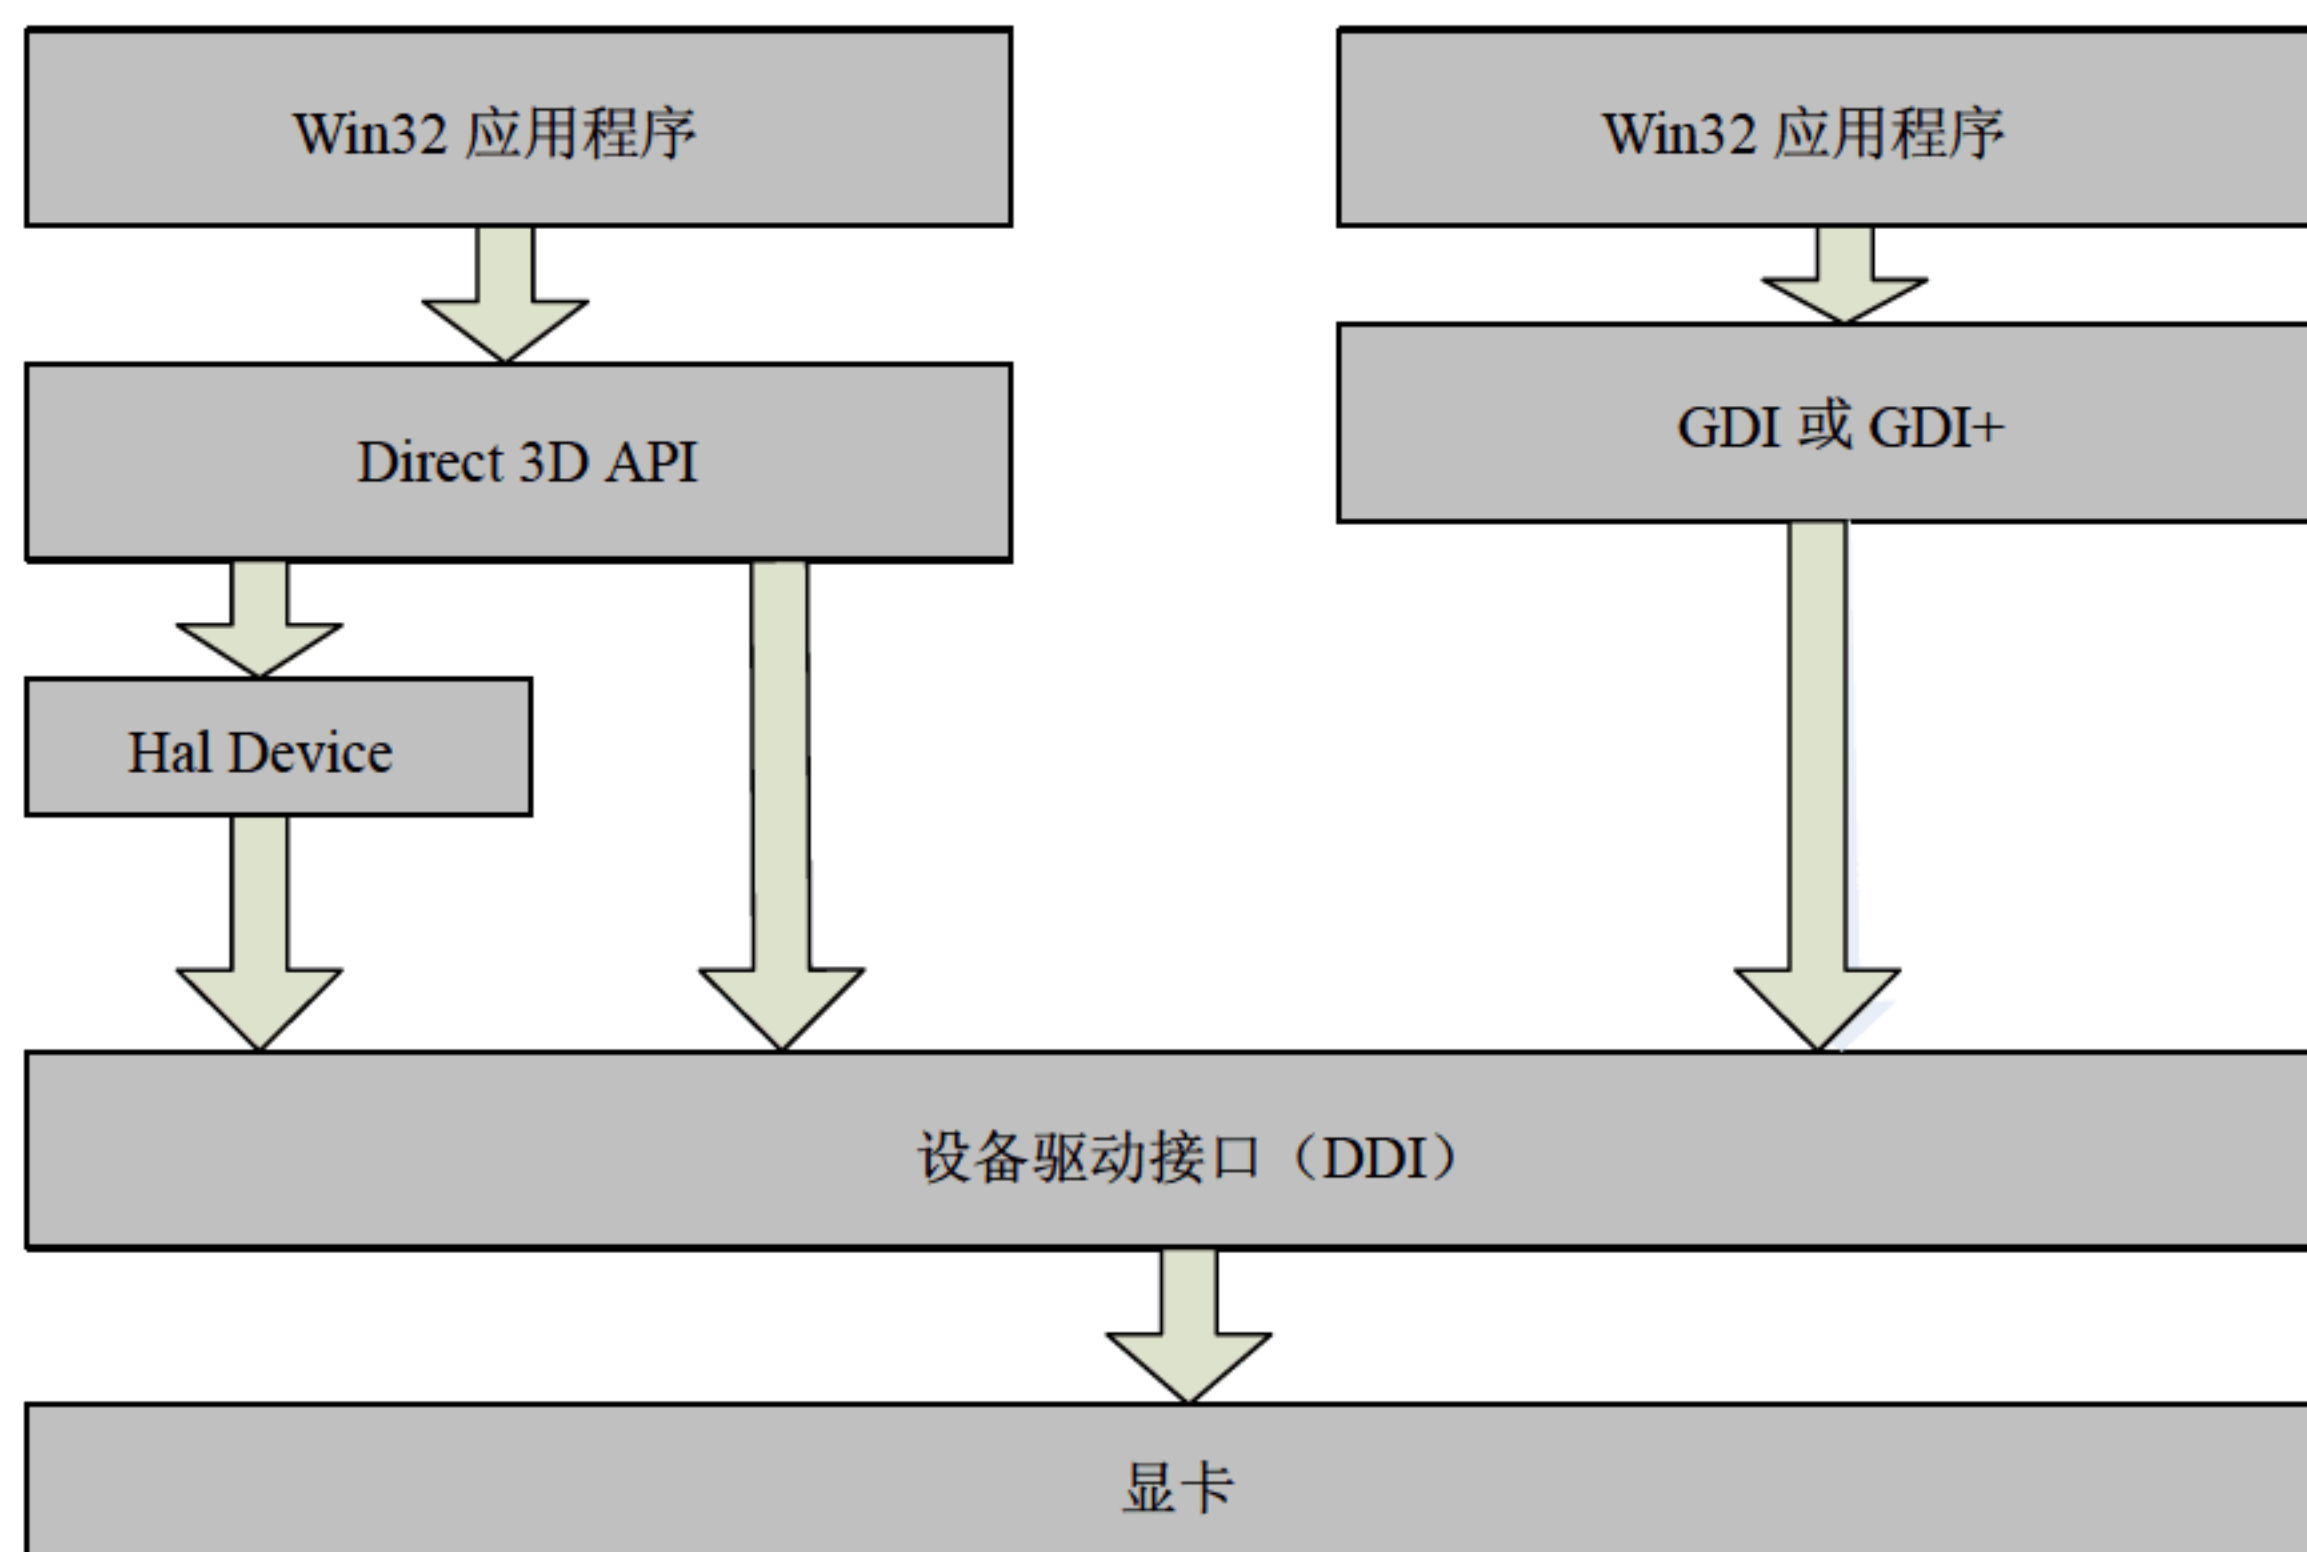 Win32 应用程序
Win32 应用程序
Direct 3D API
GDI 或 GDI+
Hal Device
设备驱动接口（DDI）
显卡